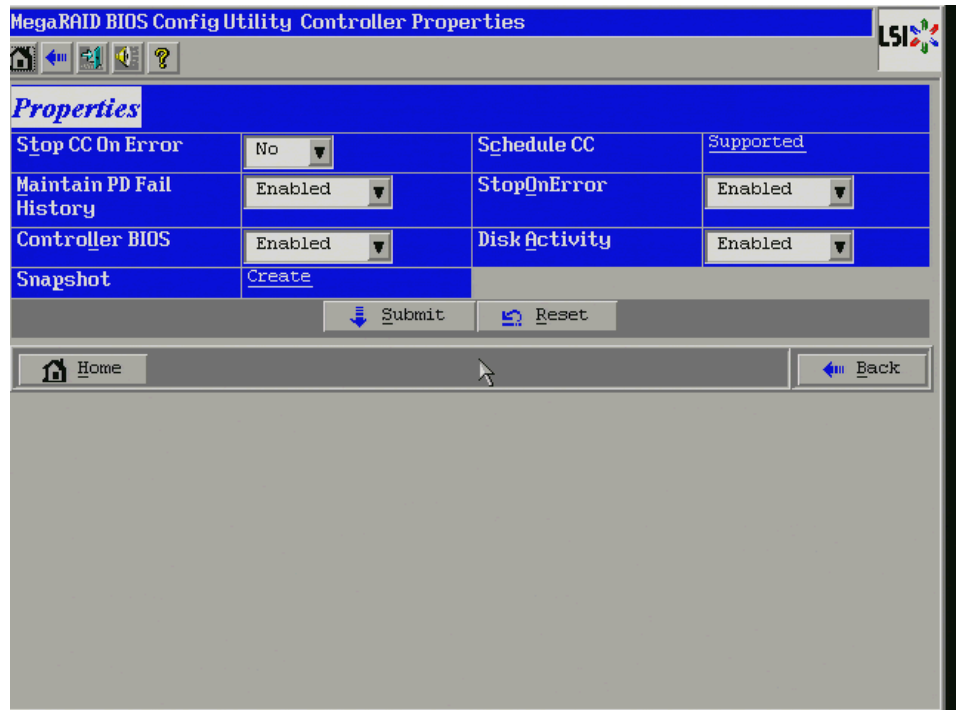 MegaRAID BIOS Config Utility Controller Properties
LSI
Properties
Stop CC On Error No Schedule CC Supported
Maintain PD Fail History Enabled StopOnError Enabled
Controller BIOS Enabled Disk Activity Enabled
Snapshot Create
Submit Reset
Home Back